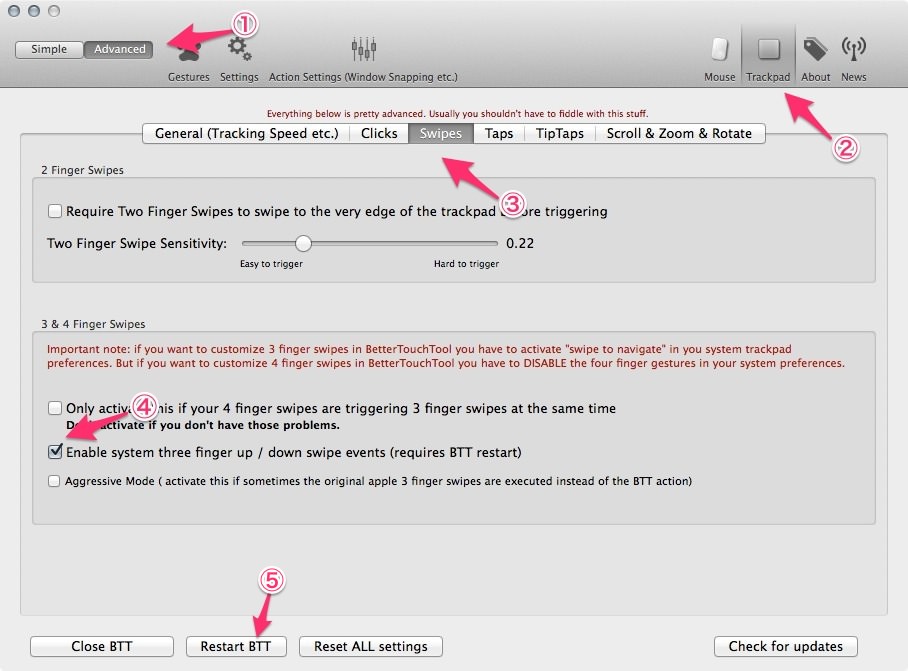 ①
Simple Advanced
Gestures Settings Action Settings (Window Snapping etc.) Mouse Trackpad About News
②
Everything below is pretty advanced. Usually you shouldn't have to fiddle with this stuff.
General (Tracking Speed etc.) Clicks Swipes Taps TipTaps Scroll & Zoom & Rotate
③
2 Finger Swipes
Require Two Finger Swipes to swipe to the very edge of the trackpad before triggering
Two Finger Swipe Sensitivity: 0.22
Easy to trigger Hard to trigger
3 & 4 Finger Swipes
Important note: if you want to customize 3 finger swipes in BetterTouchTool you have to activate "swipe to navigate" in you system trackpad
preferences. But if you want to customize 4 finger swipes in BetterTouchTool you have to DISABLE the four finger gestures in your system preferences.
④
Only activate this if your 4 finger swipes are triggering 3 finger swipes at the same time
Don't activate if you don't have those problems.
Enable system three finger up / down swipe events (requires BTT restart)
Aggressive Mode ( activate this if sometimes the original apple 3 finger swipes are executed instead of the BTT action)
⑤
Close BTT Restart BTT Reset ALL settings Check for updates